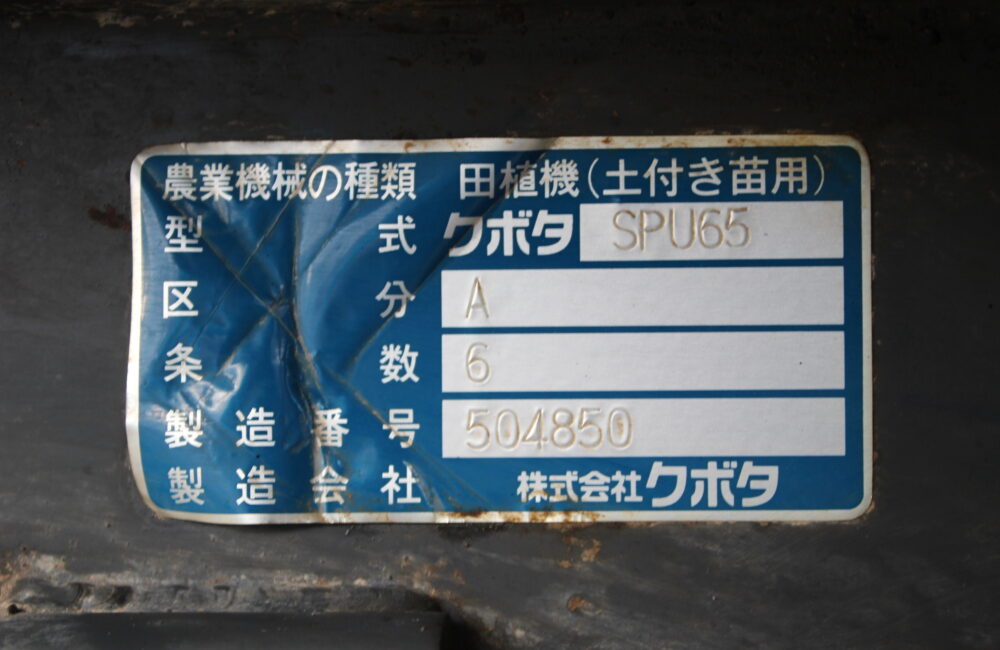 農業機械の種類 田植機(土付き苗用)
型式 クボタ SPU65
区分 A
条数 6
製造番号 504850
製造会社 株式会社クボタ